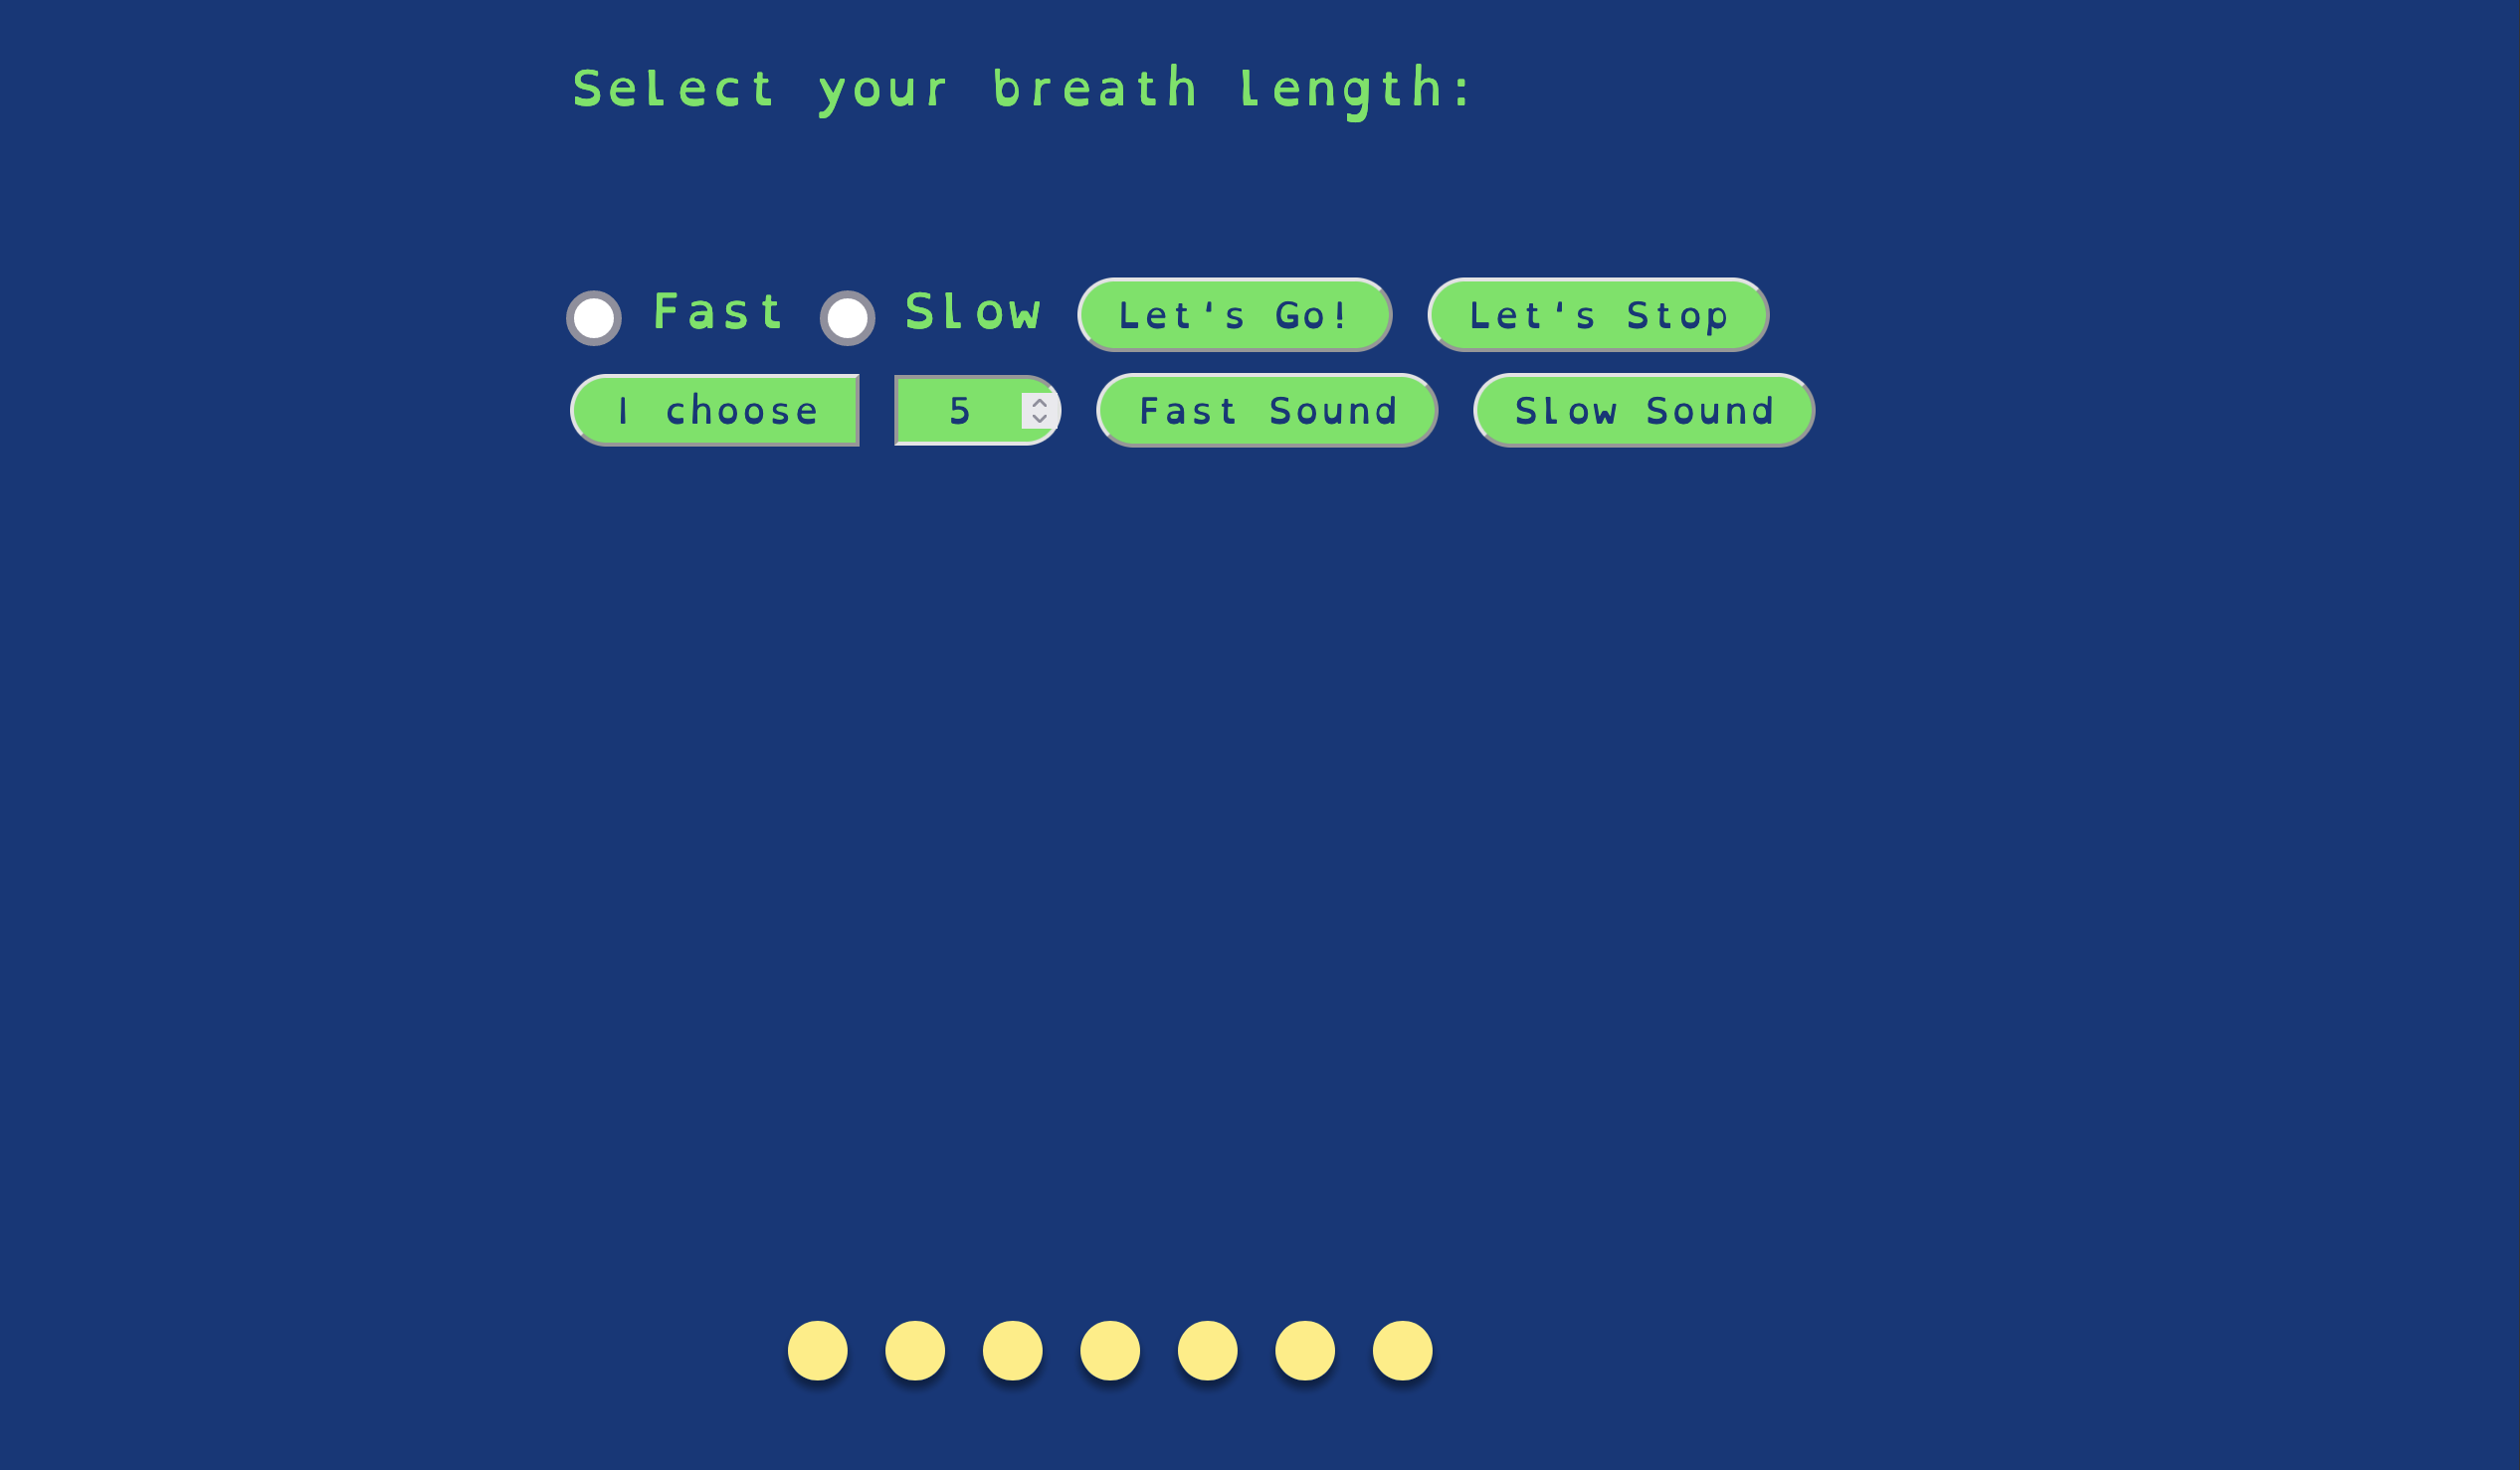 Select your breath length:
Fast Slow Let's Go! Let's Stop
I choose 5 Fast Sound Slow Sound